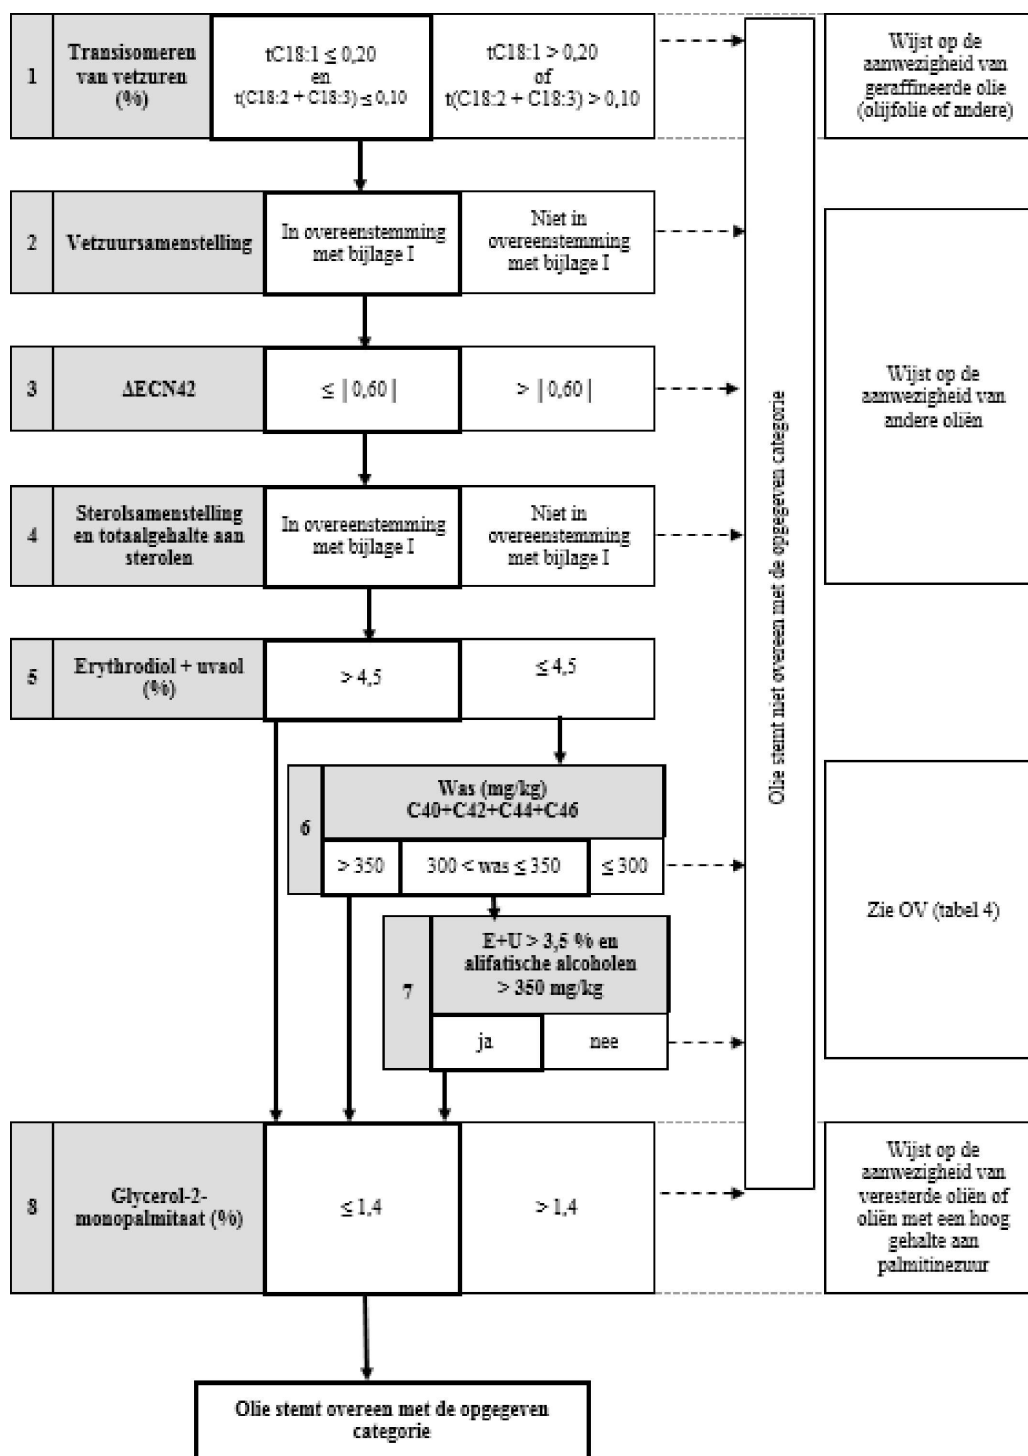 1
Transisomeren
van vetzuren
(%)
tC18:1 ≤ 0,20
en
t(C18:2 + C18:3) ≤ 0,10
tC18:1 > 0,20
of
t(C18:2 + C18:3) > 0,10
Wijst op de
aanwezigheid van
geraffineerde olie
(olijfolie of andere)
2
Vetzuursamenstelling
In overeenstemming
met bijlage I
Niet in
overeenstemming
met bijlage I
3
ΔECN42
≤ | 0,60 |
> | 0,60 |
Wijst op de
aanwezigheid van
andere oliën
4
Sterolsamenstelling
en totaalgehalte aan
sterolen
In overeenstemming
met bijlage I
Niet in
overeenstemming
met bijlage I
Olie stemt niet overeen met de opgegeven categorie
5
Erythrodiol + uvaol
(%)
> 4,5
≤ 4,5
6
Was (mg/kg)
C40+C42+C44+C46
> 350
300 < was ≤ 350
≤ 300
Zie OV (tabel 4)
7
E+U > 3,5 % en
alifatische alcoholen
> 350 mg/kg
ja
nee
8
Glycerol-2-
monopalmitaat (%)
≤ 1,4
> 1,4
Wijst op de
aanwezigheid van
veresterde oliën of
oliën met een hoog
gehalte aan
palmitinezuur
Olie stemt overeen met de opgegeven
categorie